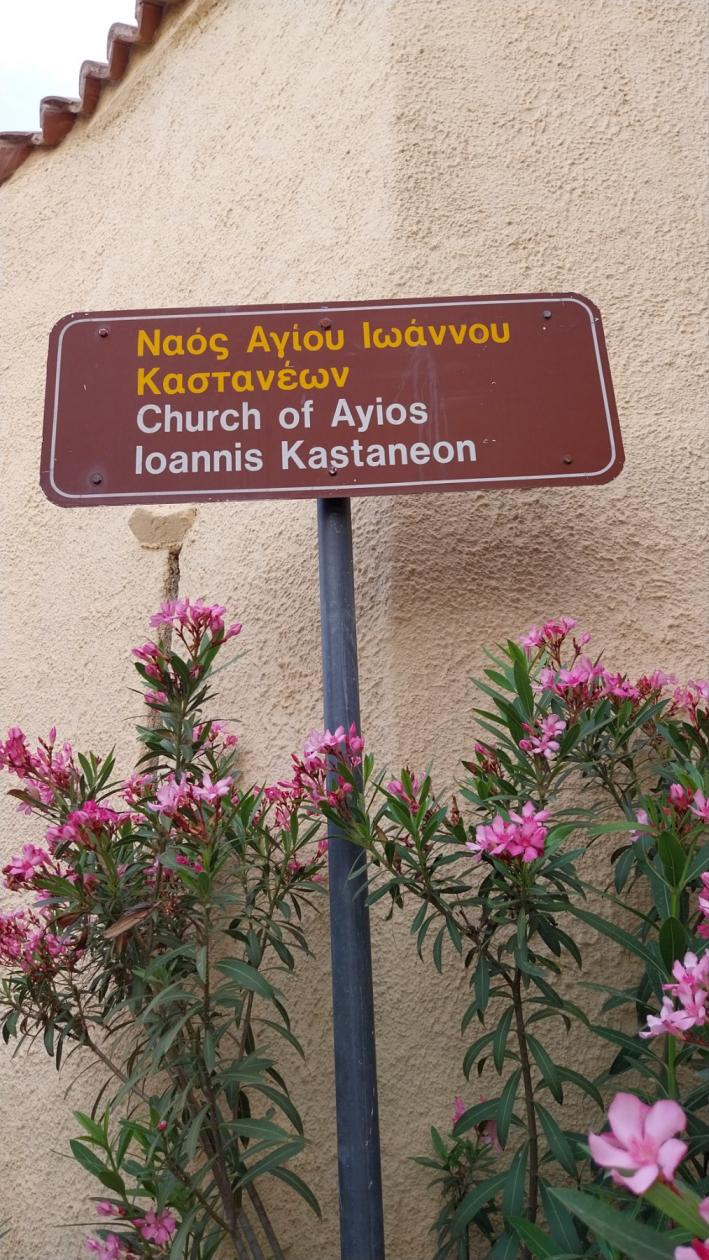 Ναός Αγίου Ιωάννου
Καστανέων
Church of Ayios
Ioannis Kastaneon